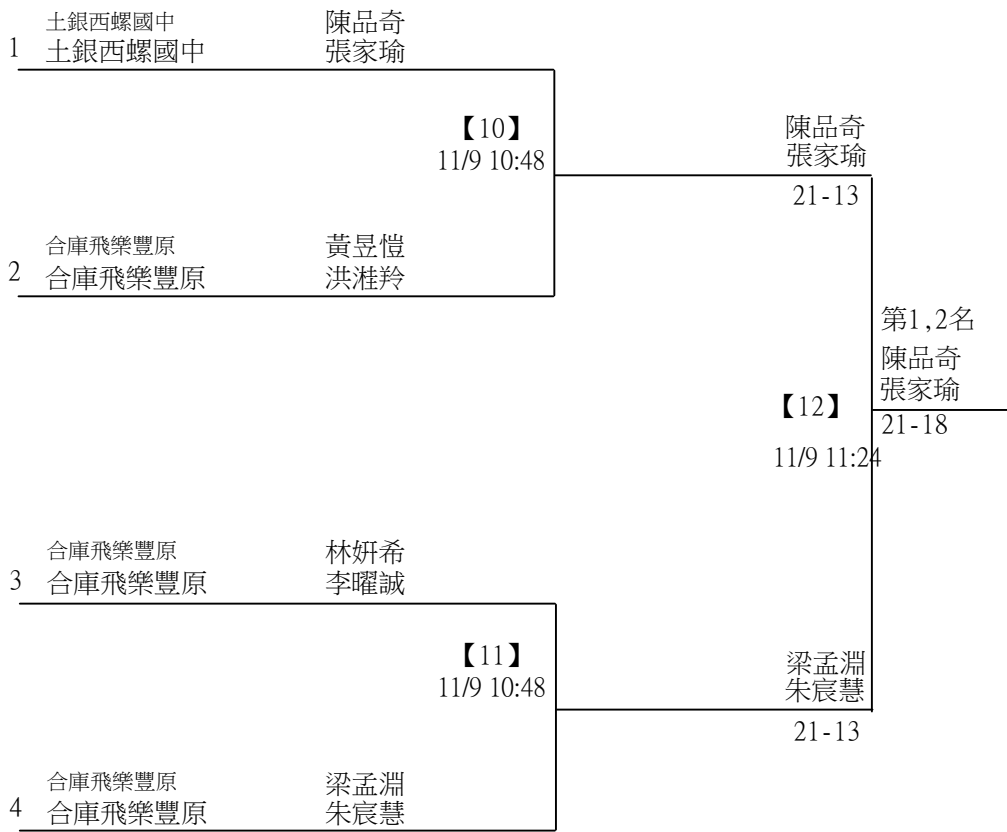 土銀西螺國中 陳品奇
1 土銀西螺國中 張家瑜
【10】
11/9 10:48
陳品奇
張家瑜
21-13
合庫飛樂豐原 黃昱愷
2 合庫飛樂豐原 洪溎羚
第1,2名
陳品奇
張家瑜
【12】
21-18
11/9 11:24
合庫飛樂豐原 林妍希
3 合庫飛樂豐原 李曜誠
【11】
11/9 10:48
梁孟淵
朱宸慧
21-13
合庫飛樂豐原 梁孟淵
4 合庫飛樂豐原 朱宸慧